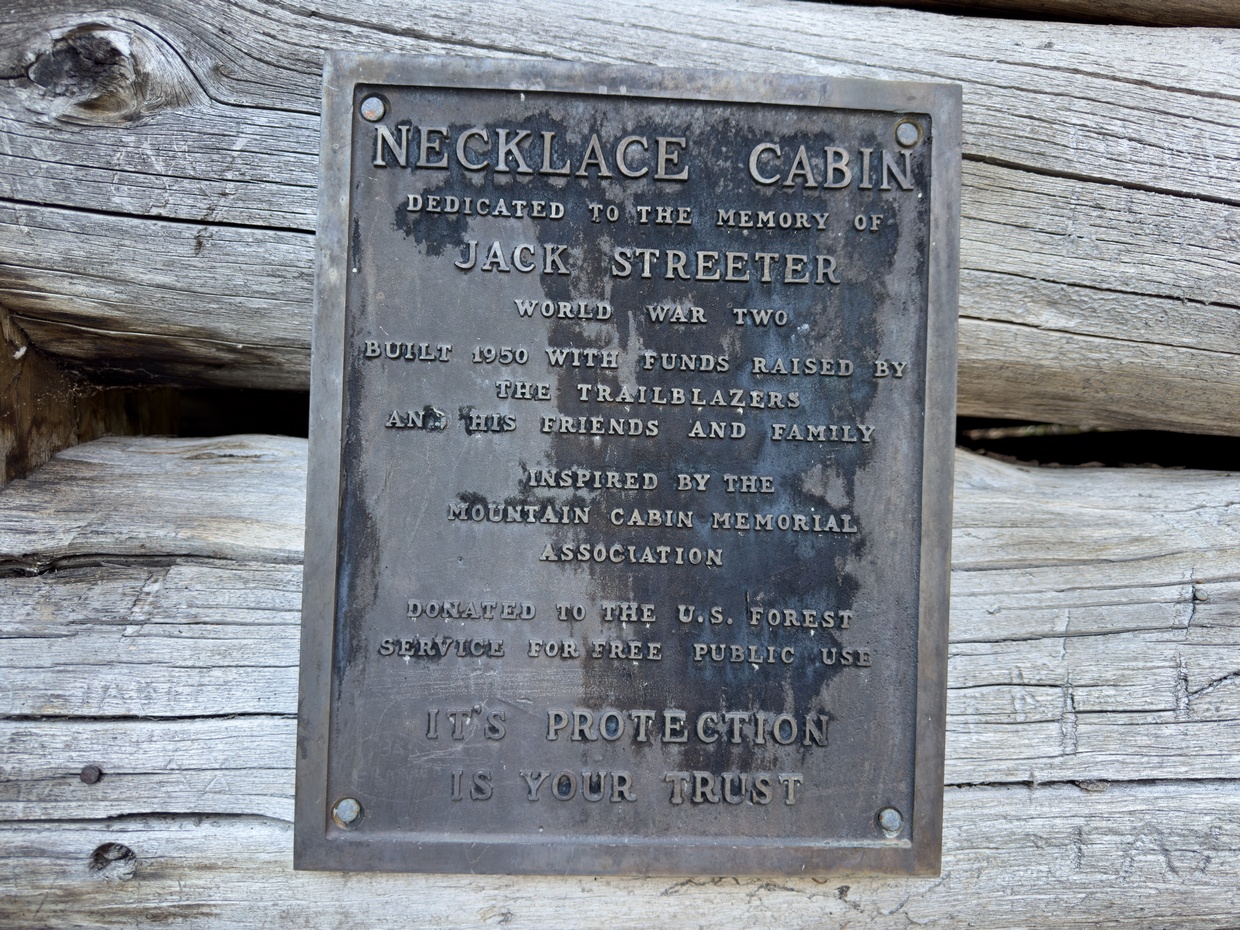 NECKLACE CABIN
DEDICATED TO THE MEMORY OF
JACK STREETER
WORLD WAR TWO
BUILT 1950 WITH FUNDS RAISED BY
THE TRAILBLAZERS
AND HIS FRIENDS AND FAMILY
INSPIRED BY THE
MOUNTAIN CABIN MEMORIAL
ASSOCIATION
DONATED TO THE U.S. FOREST
SERVICE FOR FREE PUBLIC USE
IT'S PROTECTION
IS YOUR TRUST